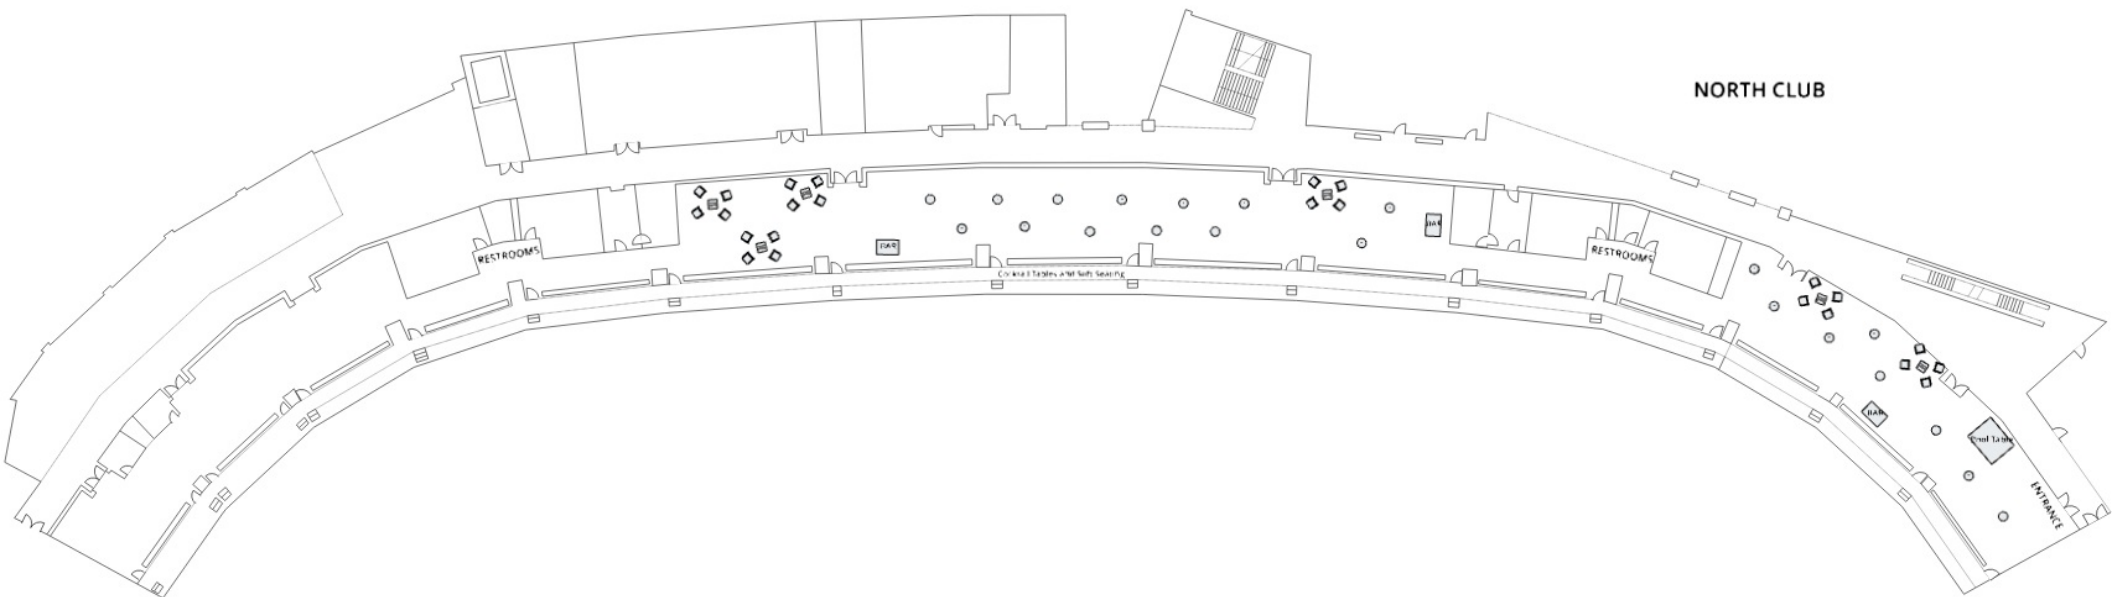 NORTH CLUB
RESTROOMS
BAR
Cocktail Tables and Soft Seating
BAR
RESTROOMS
BAR
Pool Table
ENTRANCE